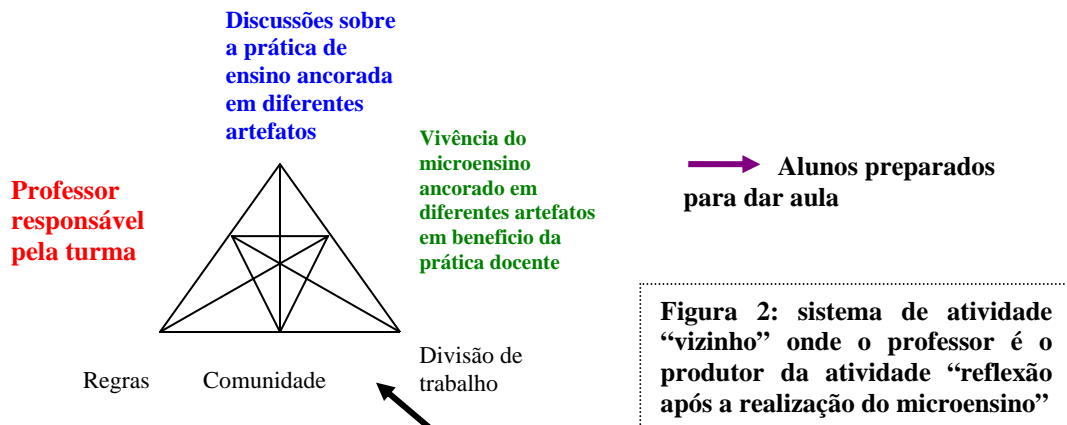 Discussões sobre
a prática de
ensino ancorada
em diferentes
artefatos
Professor
responsável
pela turma
Vivência do
microensino
ancorado em
diferentes artefatos
em beneficio da
prática docente
Alunos preparados
para dar aula
Regras
Comunidade
Divisão de
trabalho
Figura 2: sistema de atividade
“vizinho” onde o professor é o
produtor da atividade “reflexão
após a realização do microensino”